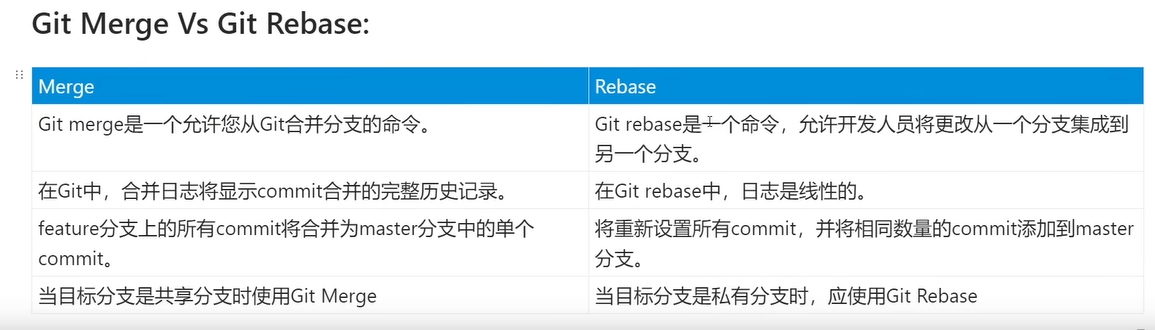 Git Merge Vs Git Rebase:
Merge
Rebase
Git merge是一个允许您从Git合并分支的命令。
Git rebase是一个命令，允许开发人员将更改从一个分支集成到
另一个分支。
在Git中，合并日志将显示commit合并的完整历史记录。
在Git rebase中，日志是线性的。
feature分支上的所有commit将合并为master分支中的单个
commit。
将重新设置所有commit，并将相同数量的commit添加到master
分支。
当目标分支是共享分支时使用Git Merge
当目标分支是私有分支时，应使用Git Rebase